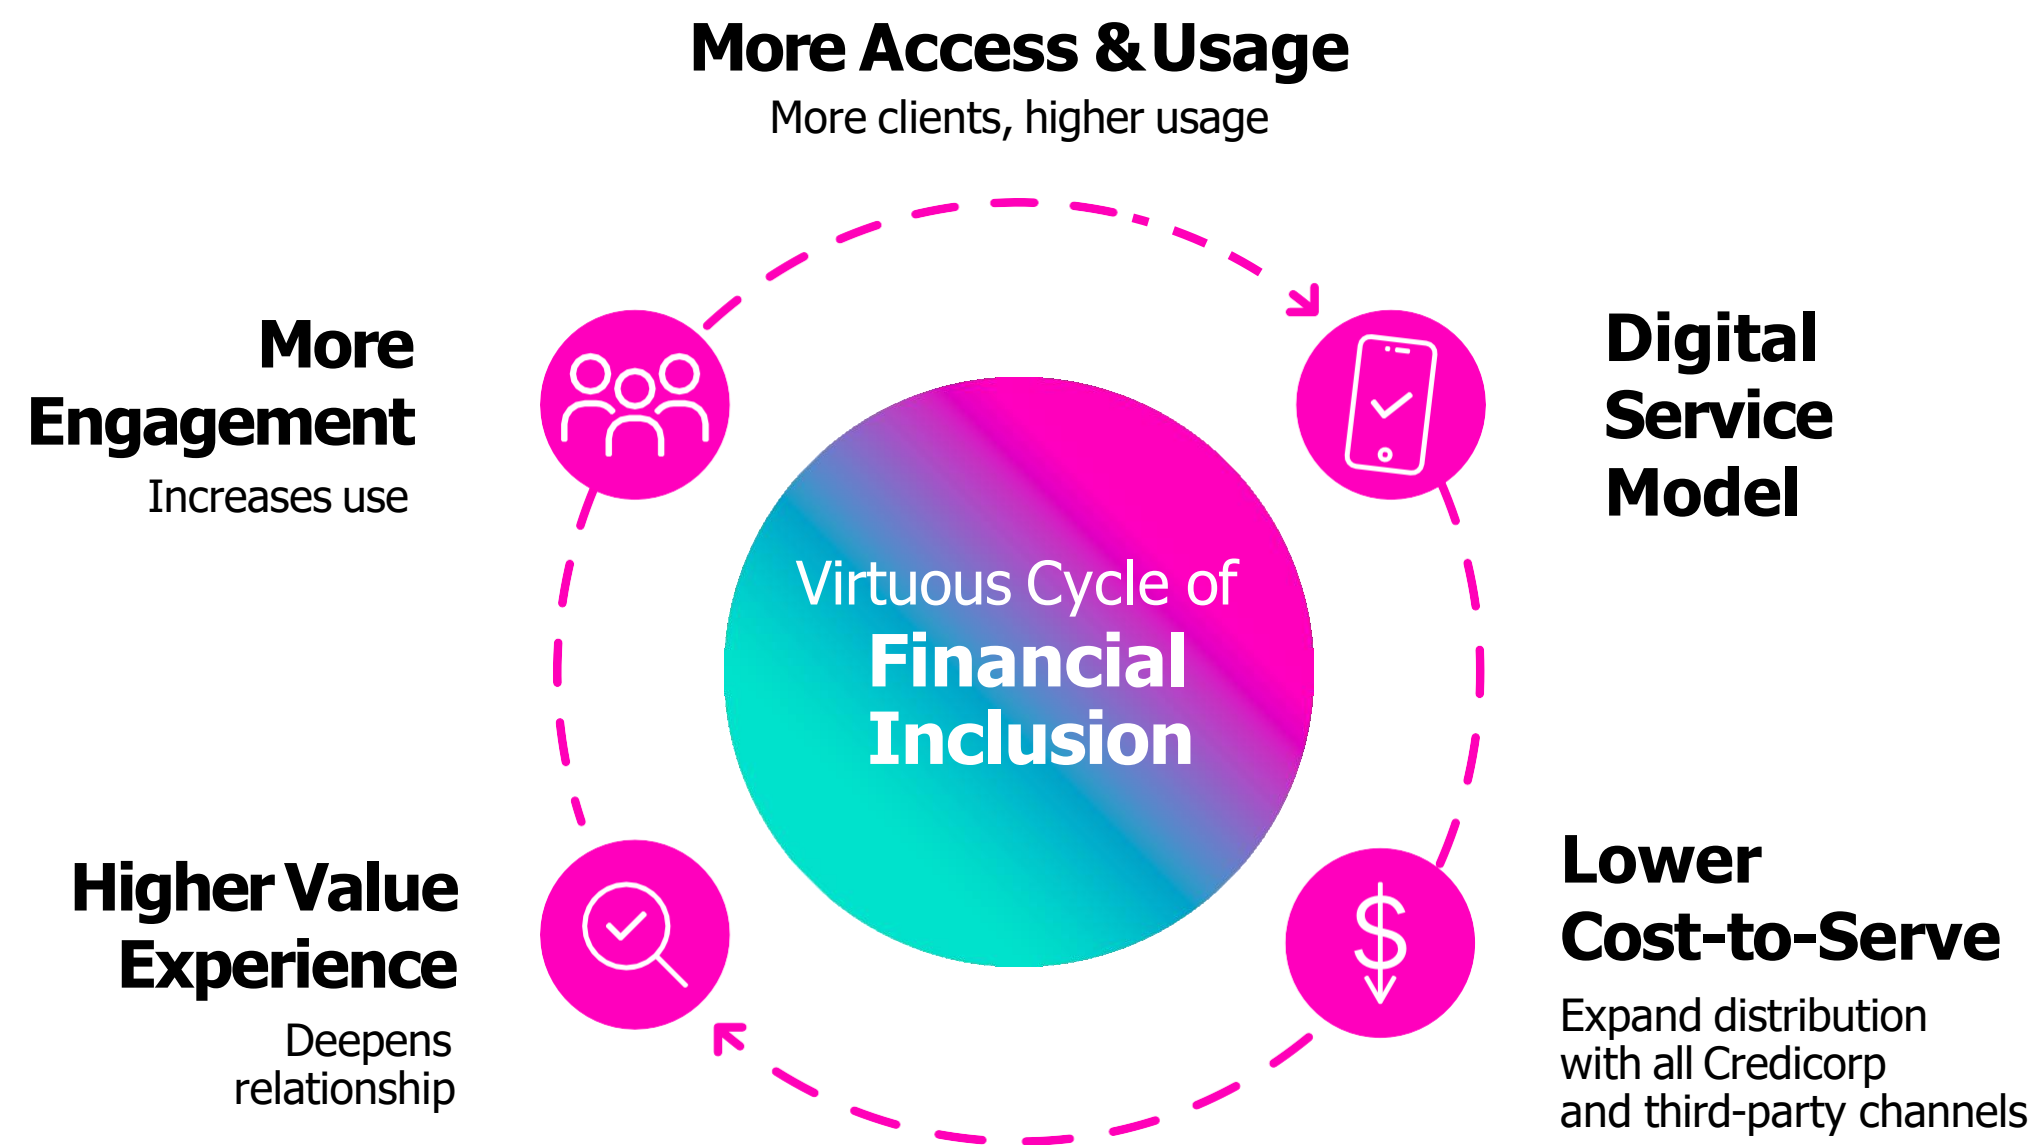 More Access & Usage
More clients, higher usage
More
Engagement
Increases use
Digital
Service
Model
Virtuous Cycle of
Financial
Inclusion
Higher Value
Experience
Deepens
relationship
Lower
Cost-to-Serve
Expand distribution
with all Credicorp
and third-party channels